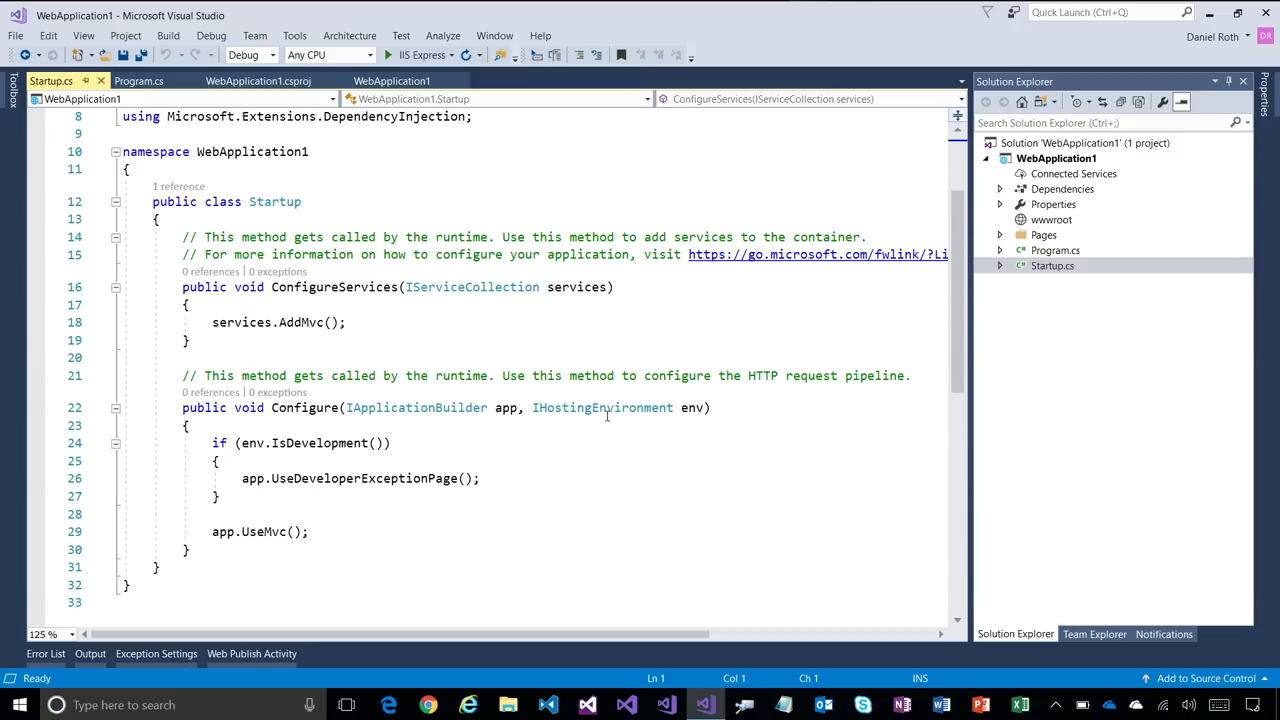 WebApplication1 - Microsoft Visual Studio
Quick Launch (Ctrl+Q)
File Edit View Project Build Debug Team Tools Architecture Test Analyze Window Help
Daniel Roth DR
Debug Any CPU IIS Express
Toolbox
Startup.cs Program.cs WebApplication1.csproj WebApplication1
WebApplication1 WebApplication1.Startup ConfigureServices(IServiceCollection services)
8 using Microsoft.Extensions.DependencyInjection;
9
10 namespace WebApplication1
11 {
1 reference
12 public class Startup
13 {
14 // This method gets called by the runtime. Use this method to add services to the container.
15 // For more information on how to configure your application, visit https://go.microsoft.com/fwlink/?Li
0 references | 0 exceptions
16 public void ConfigureServices(IServiceCollection services)
17 {
18 services.AddMvc();
19 }
20
21 // This method gets called by the runtime. Use this method to configure the HTTP request pipeline.
0 references | 0 exceptions
22 public void Configure(IApplicationBuilder app, IHostingEnvironment env)
23 {
24 if (env.IsDevelopment())
25 {
26 app.UseDeveloperExceptionPage();
27 }
28
29 app.UseMvc();
30 }
31 }
32 }
33
125 %
Solution Explorer
Search Solution Explorer (Ctrl+;)
Solution 'WebApplication1' (1 project)
WebApplication1
Connected Services
Dependencies
Properties
wwwroot
Pages
Program.cs
Startup.cs
Solution Explorer Team Explorer Notifications
Properties
Error List Output Exception Settings Web Publish Activity
Ready Ln 1 Col 1 Ch 1 INS Add to Source Control
Type here to search